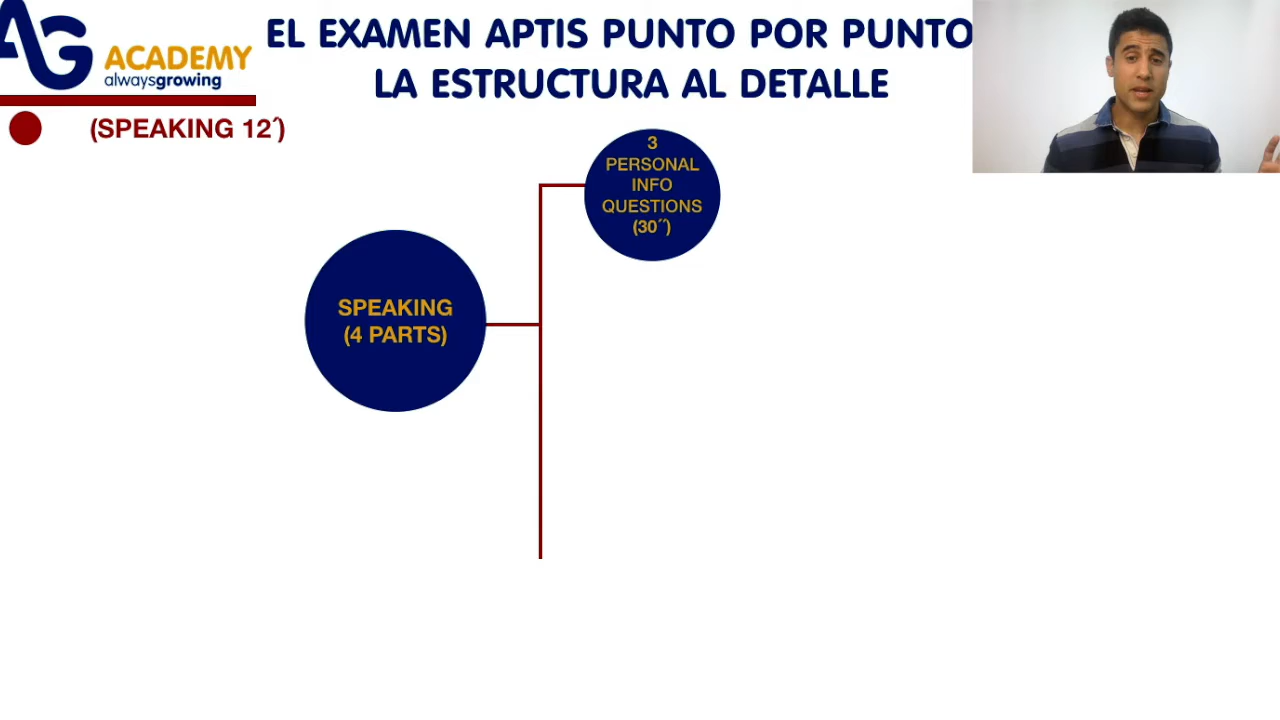 AG
ACADEMY
alwaysgrowing
EL EXAMEN APTIS PUNTO POR PUNTO
LA ESTRUCTURA AL DETALLE
(SPEAKING 12´)
3
PERSONAL
INFO
QUESTIONS
(30´´)
SPEAKING
(4 PARTS)